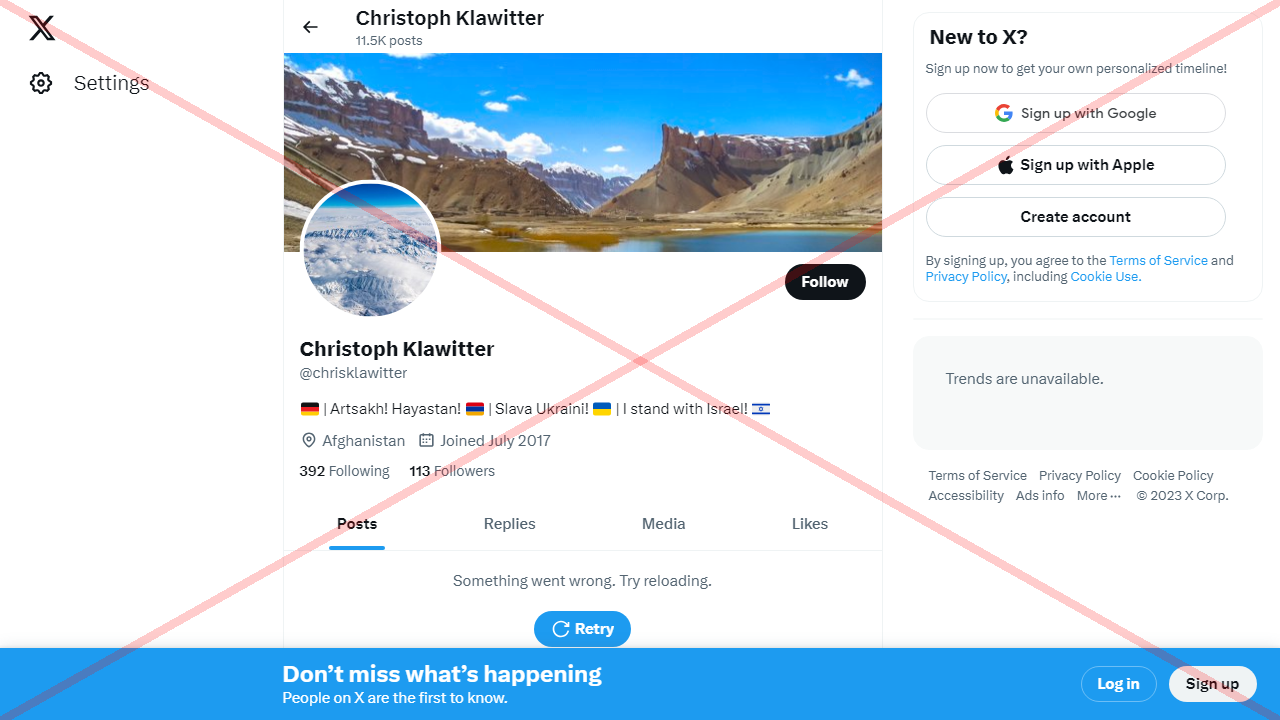 Settings
Christoph Klawitter
11.5K posts
Follow
Christoph Klawitter
@chrisklawitter
🇩🇪 | Artsakh! Hayastan! 🇦🇲 | Slava Ukraini! 🇺🇦 | I stand with Israel! 🇮🇱
Afghanistan Joined July 2017
392 Following 113 Followers
Posts Replies Media Likes
Something went wrong. Try reloading.
Retry
New to X?
Sign up now to get your own personalized timeline!
Sign up with Google
Sign up with Apple
Create account
By signing up, you agree to the Terms of Service and
Privacy Policy, including Cookie Use.
Trends are unavailable.
Terms of Service Privacy Policy Cookie Policy
Accessibility Ads info More ··· © 2023 X Corp.
Don’t miss what’s happening
People on X are the first to know.
Log in Sign up